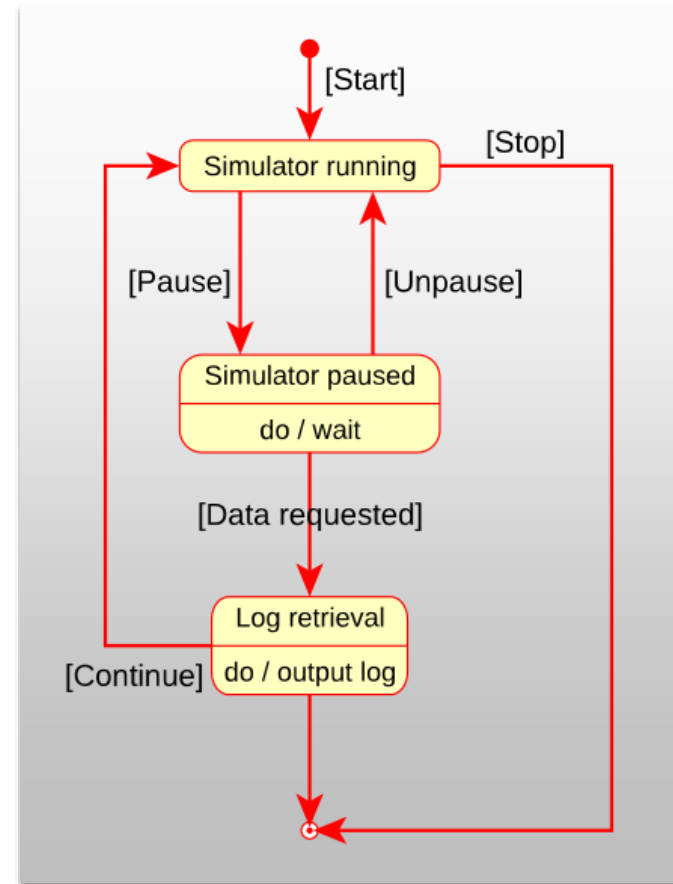 [Start]
[Stop]
Simulator running
[Pause]
[Unpause]
Simulator paused
do / wait
[Data requested]
Log retrieval
do / output log
[Continue]